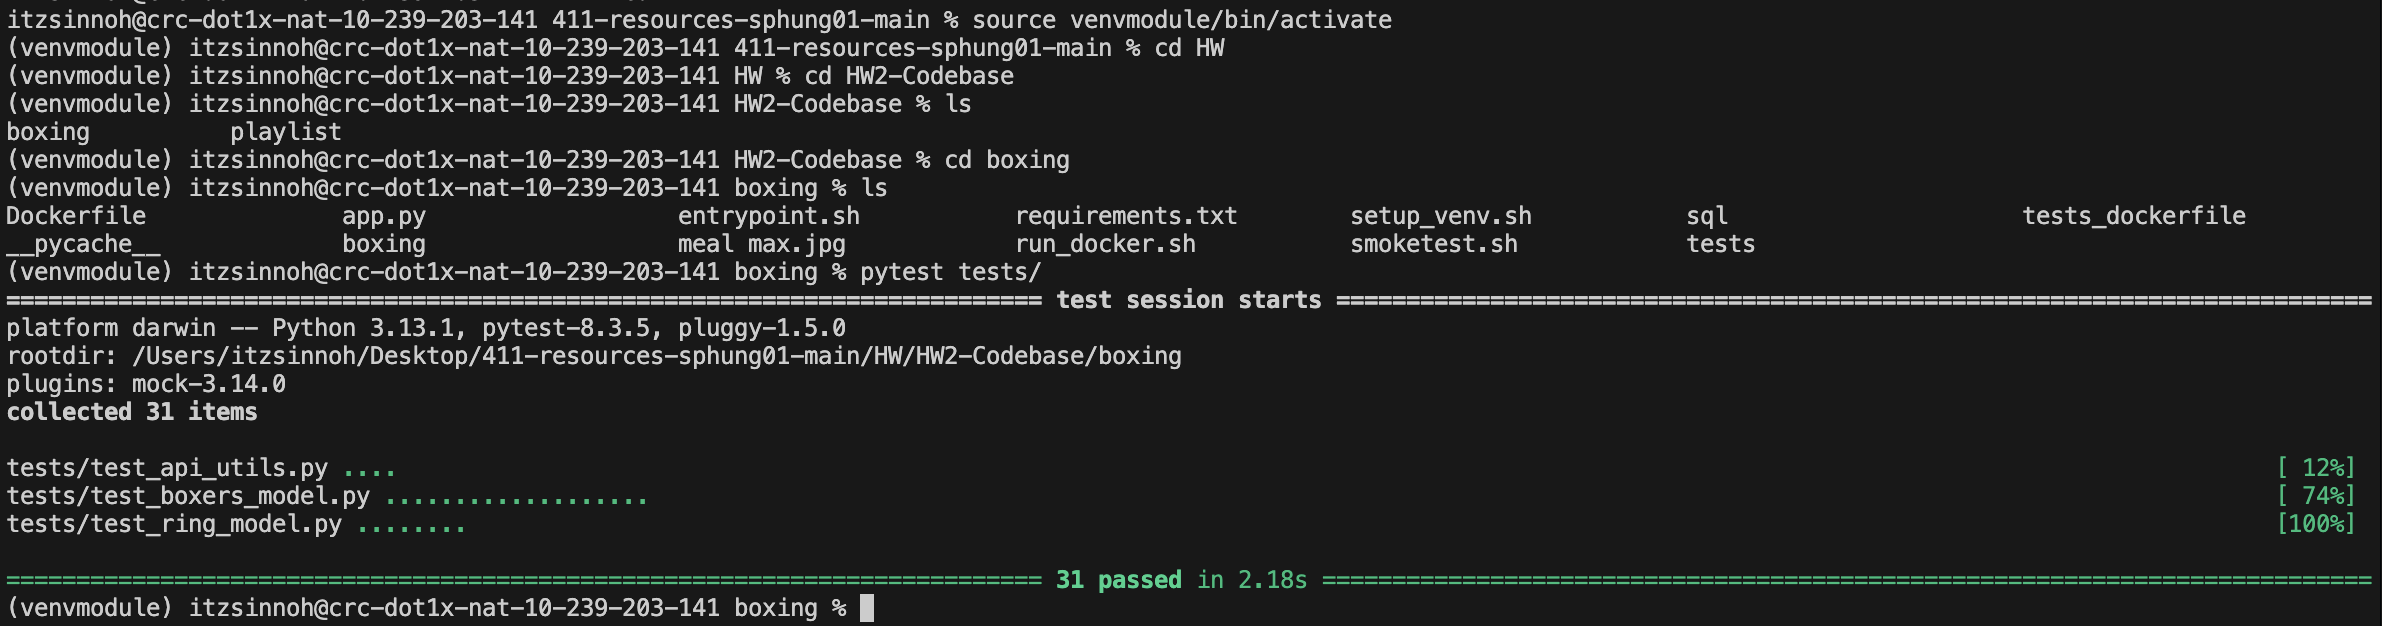 itzsinnoh@crc-dot1x-nat-10-239-203-141 411-resources-sphung01-main % source venvmodule/bin/activate
(venvmodule) itzsinnoh@crc-dot1x-nat-10-239-203-141 411-resources-sphung01-main % cd HW
(venvmodule) itzsinnoh@crc-dot1x-nat-10-239-203-141 HW % cd HW2-Codebase
(venvmodule) itzsinnoh@crc-dot1x-nat-10-239-203-141 HW2-Codebase % ls
boxing          playlist
(venvmodule) itzsinnoh@crc-dot1x-nat-10-239-203-141 HW2-Codebase % cd boxing
(venvmodule) itzsinnoh@crc-dot1x-nat-10-239-203-141 boxing % ls
Dockerfile              app.py                  entrypoint.sh           requirements.txt        setup_venv.sh           sql                     tests_dockerfile
__pycache__             boxing                  meal max.jpg            run_docker.sh           smoketest.sh            tests
(venvmodule) itzsinnoh@crc-dot1x-nat-10-239-203-141 boxing % pytest tests/
========================================================================== test session starts ==========================================================================
platform darwin -- Python 3.13.1, pytest-8.3.5, pluggy-1.5.0
rootdir: /Users/itzsinnoh/Desktop/411-resources-sphung01-main/HW/HW2-Codebase/boxing
plugins: mock-3.14.0
collected 31 items
tests/test_api_utils.py .... [ 12%]
tests/test_boxers_model.py ................... [ 74%]
tests/test_ring_model.py ........ [100%]
========================================================================== 31 passed in 2.18s ===========================================================================
(venvmodule) itzsinnoh@crc-dot1x-nat-10-239-203-141 boxing %